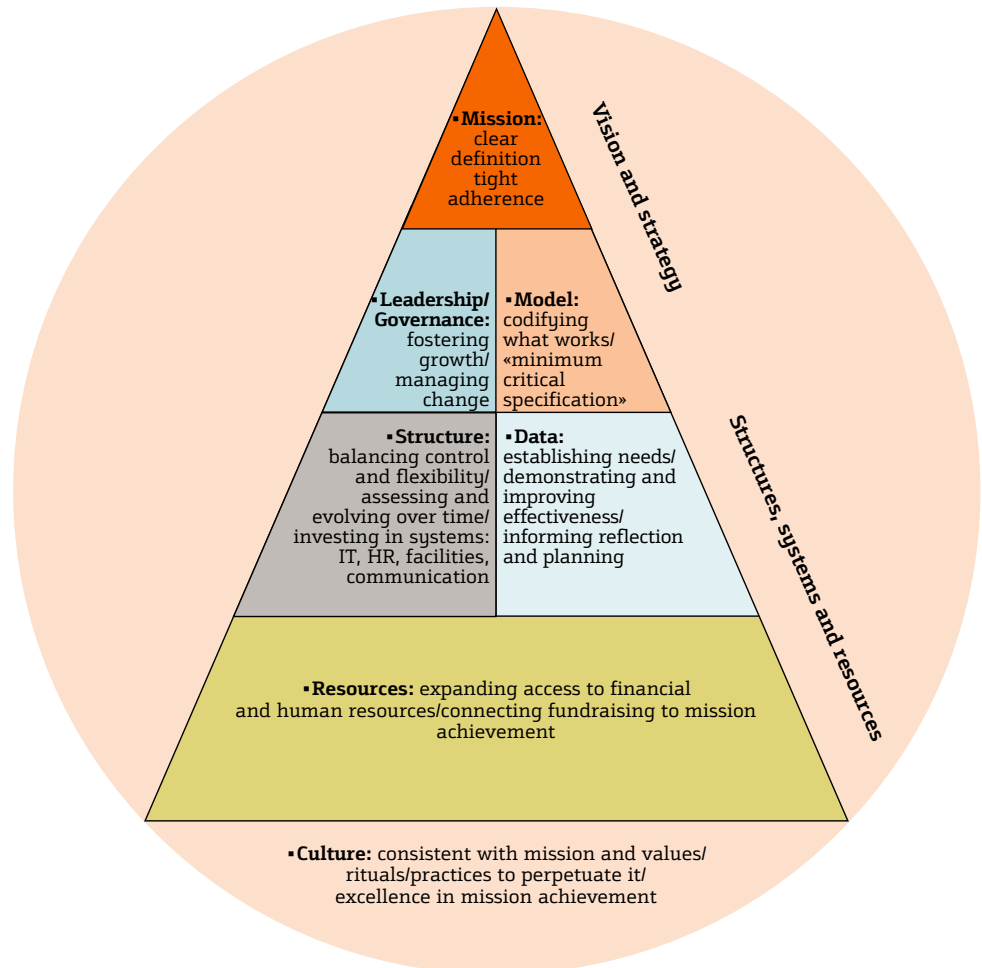 ▪Mission:
clear
definition
tight
adherence
Vision and strategy
▪Leadership/
Governance:
fostering
growth/
managing
change
▪Model:
codifying
what works/
«minimum
critical
specification»
▪Structure:
balancing control
and flexibility/
assessing and
evolving over time/
investing in systems:
IT, HR, facilities,
communication
▪Data:
establishing needs/
demonstrating and
improving
effectiveness/
informing reflection
and planning
Structures, systems and resources
▪Resources: expanding access to financial
and human resources/connecting fundraising to mission
achievement
▪Culture: consistent with mission and values/
rituals/practices to perpetuate it/
excellence in mission achievement